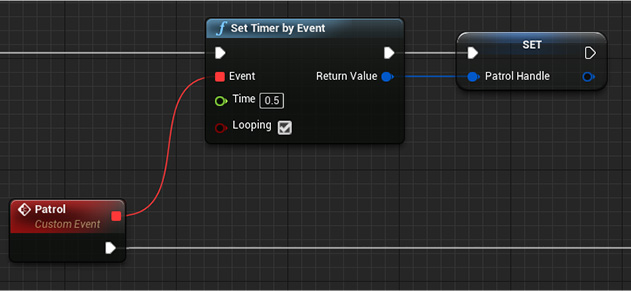 Set Timer by Event
SET
Event
Return Value
Patrol Handle
Time 0.5
Looping
Patrol
Custom Event